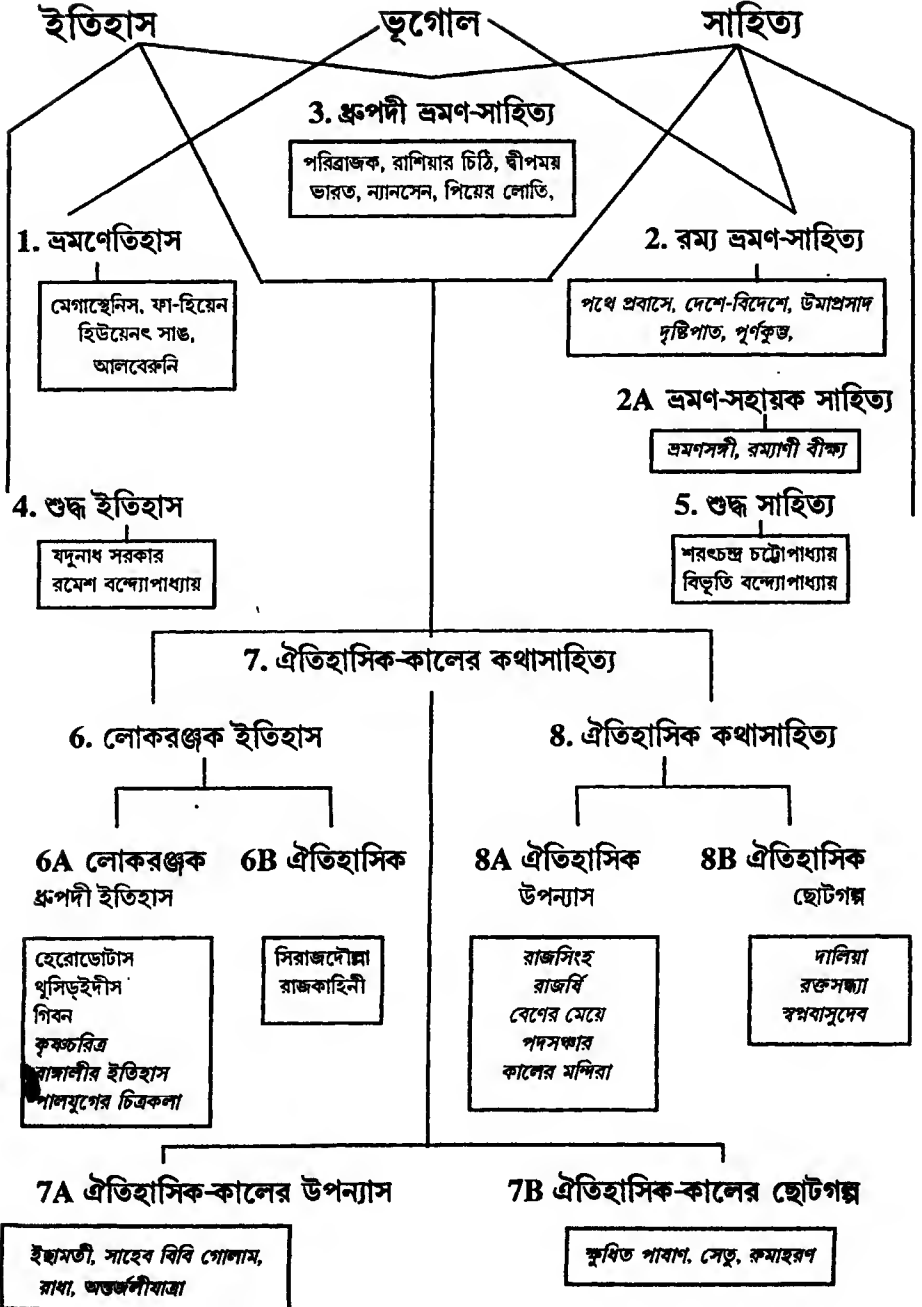 ইতিহাস ভূগোল সাহিত্য
3. ধ্রুপদী ভ্রমণ-সাহিত্য
পরিব্রাজক, রাশিয়ার চিঠি, দ্বীপময়
ভারত, ন্যানসেন, পিয়ের লোতি,
1. ভ্রমণেতিহাস
মেগাস্থেনিস, ফা-হিয়েন
হিউয়েনৎ সাঙ,
আলবেরুনি
2. রম্য ভ্রমণ-সাহিত্য
পথে প্রবাসে, দেশে-বিদেশে, উমাপ্রসাদ
দৃষ্টিপাত, পূর্ণকুম্ভ,
2A ভ্রমণ-সহায়ক সাহিত্য
ভ্রমণসঙ্গী, রম্যাণী বীক্ষ্য
4. শুদ্ধ ইতিহাস
যদুনাধ সরকার
রমেশ বন্দ্যোপাধ্যায়
5. শুদ্ধ সাহিত্য
শরৎচন্দ্র চট্টোপাধ্যায়
বিভূতি বন্দ্যোপাধ্যায়
7. ঐতিহাসিক-কালের কথাসাহিত্য
6. লোকরঞ্জক ইতিহাস
8. ঐতিহাসিক কথাসাহিত্য
6A লোকরঞ্জক
ধ্রুপদী ইতিহাস
হেরোডোটাস
থুসিড্ইদীস
গিবন
কৃষ্ণচরিত্র
বাঙ্গালীর ইতিহাস
পালযুগের চিত্রকলা
6B ঐতিহাসিক
সিরাজদৌল্লা
রাজকাহিনী
8A ঐতিহাসিক
উপন্যাস
রাজসিংহ
রাজর্ষি
বেণের মেয়ে
পদসঞ্চার
কালের মন্দিরা
8B ঐতিহাসিক
ছোটগল্প
দালিয়া
রক্তসন্ধ্যা
স্বপ্নবাসুদেব
7A ঐতিহাসিক-কালের উপন্যাস
ইছামতী, সাহেব বিবি গোলাম,
রাধা, অন্তর্জলীযাত্রা
7B ঐতিহাসিক-কালের ছোটগল্প
ক্ষুধিত পাষাণ, সেতু, রুমাহরণ